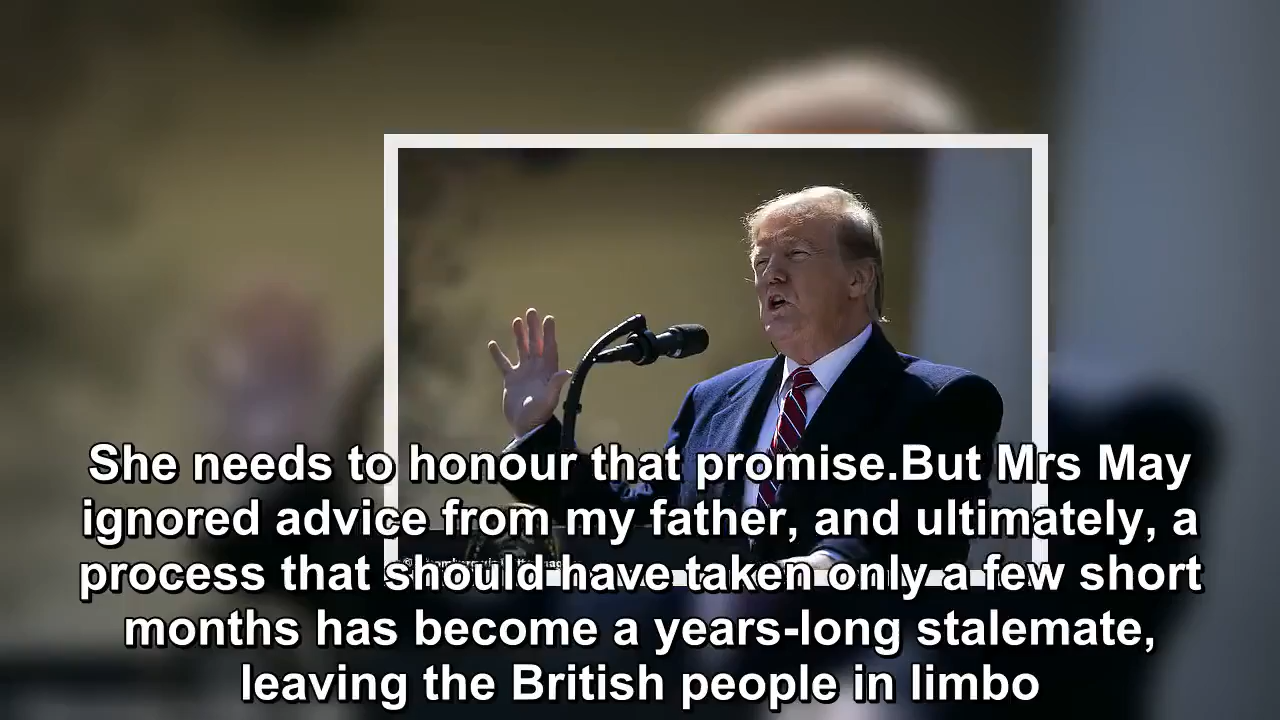 She needs to honour that promise.But Mrs May
ignored advice from my father, and ultimately, a
process that should have taken only a few short
months has become a years-long stalemate,
leaving the British people in limbo